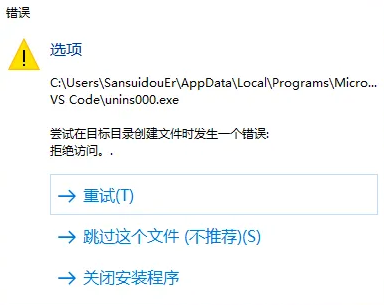 错误
选项
C:\Users\SansuidouEr\AppData\Local\Programs\Micro...
VS Code\unins000.exe
尝试在目标目录创建文件时发生一个错误:
拒绝访问。.
重试(T)
跳过这个文件 (不推荐)(S)
关闭安装程序